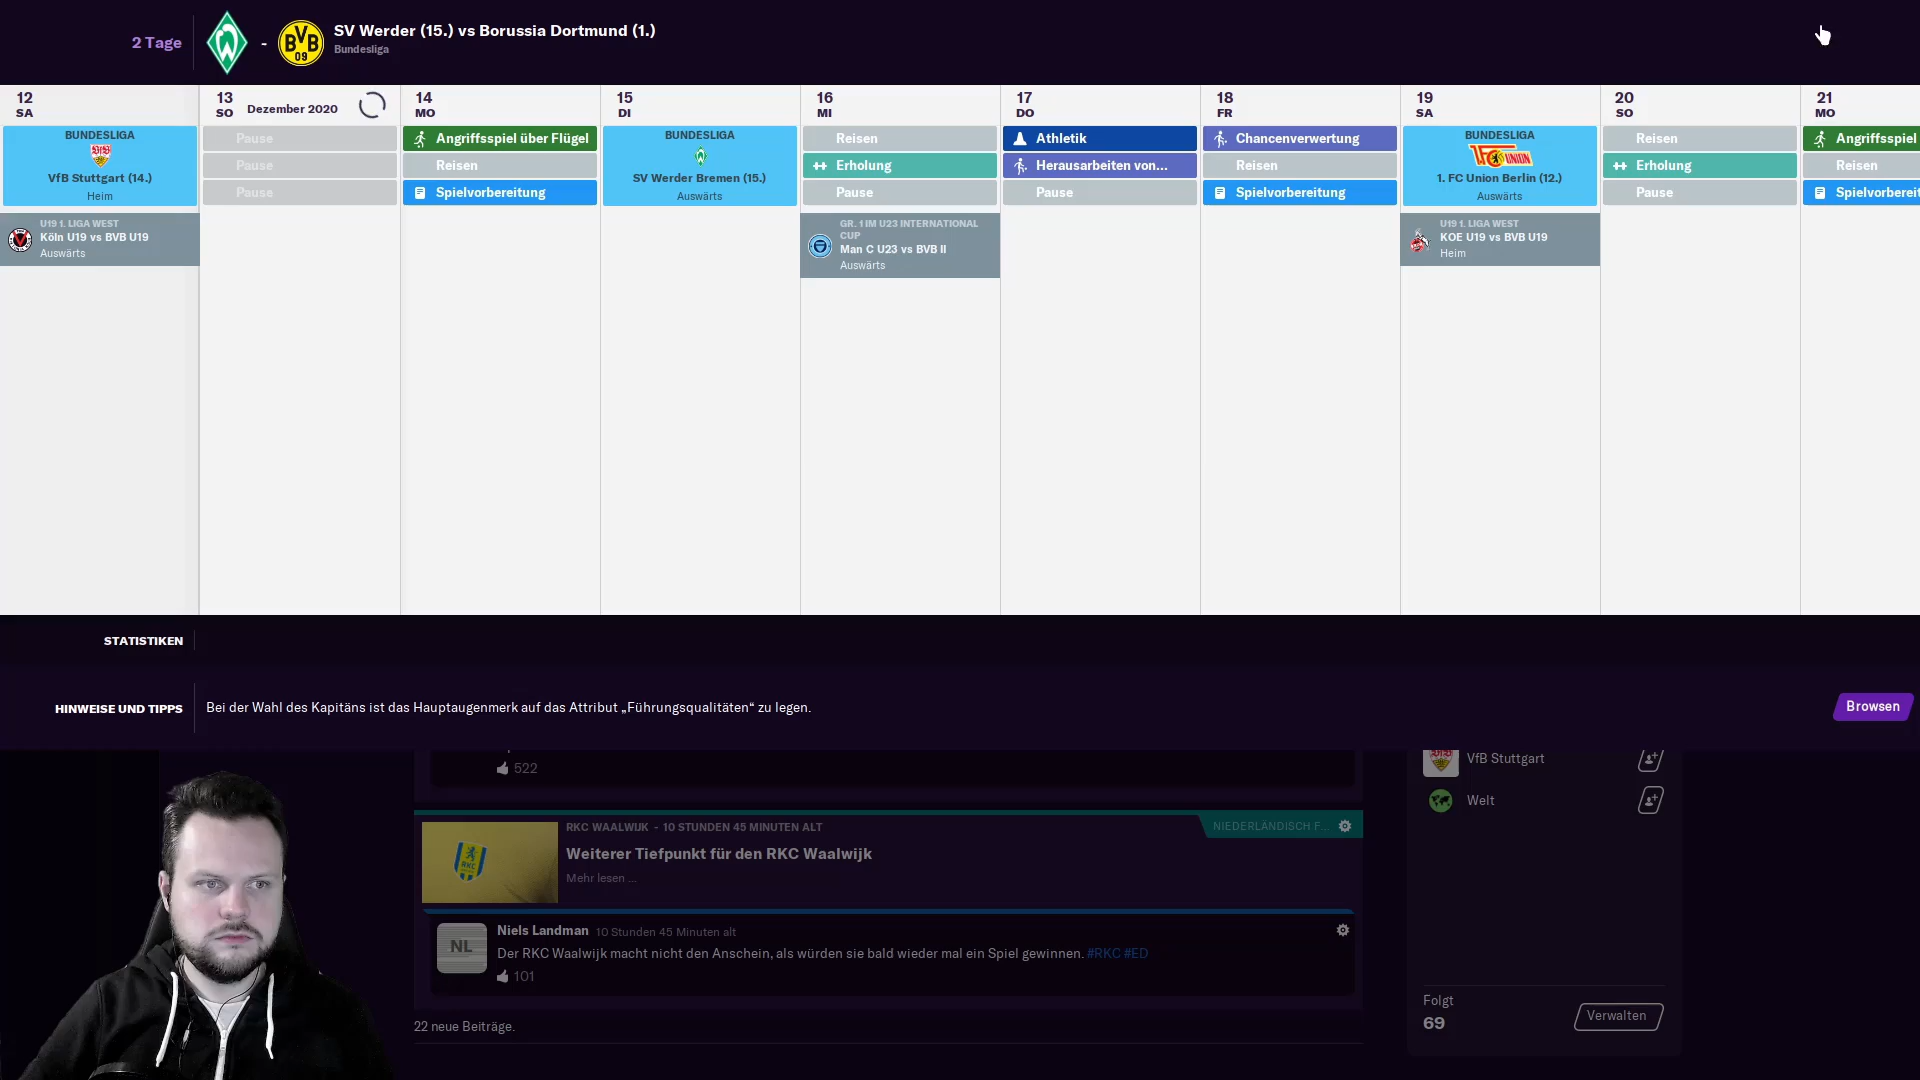 2 Tage
-
BVB
09
SV Werder (15.) vs Borussia Dortmund (1.)
Bundesliga
12
SA
BUNDESLIGA
VfB Stuttgart (14.)
Heim
U19 1. LIGA WEST
Köln U19 vs BVB U19
Auswärts
13
SO
Dezember 2020
Pause
Pause
Pause
14
MO
Angriffsspiel über Flügel
Reisen
Spielvorbereitung
15
DI
BUNDESLIGA
SV Werder Bremen (15.)
Auswärts
16
MI
Reisen
Erholung
Pause
GR. 1 IM U23 INTERNATIONAL
CUP
Man C U23 vs BVB II
Auswärts
17
DO
Athletik
Herausarbeiten von...
Pause
18
FR
Chancenverwertung
Reisen
Spielvorbereitung
19
SA
BUNDESLIGA
1. FC Union Berlin (12.)
Auswärts
U19 1. LIGA WEST
KOE U19 vs BVB U19
Heim
20
SO
Reisen
Erholung
Pause
21
MO
Angriffsspiel
Reisen
Spielvorbereit
STATISTIKEN
HINWEISE UND TIPPS
Bei der Wahl des Kapitäns ist das Hauptaugenmerk auf das Attribut „Führungsqualitäten“ zu legen.
Browsen
522
RKC WAALWIJK - 10 STUNDEN 45 MINUTEN ALT
NIEDERLÄNDISCH F...
Weiterer Tiefpunkt für den RKC Waalwijk
Mehr lesen ...
NL
Niels Landman 10 Stunden 45 Minuten alt
Der RKC Waalwijk macht nicht den Anschein, als würden sie bald wieder mal ein Spiel gewinnen. #RKC #ED
101
22 neue Beiträge.
VfB Stuttgart
Welt
Folgt
69
Verwalten